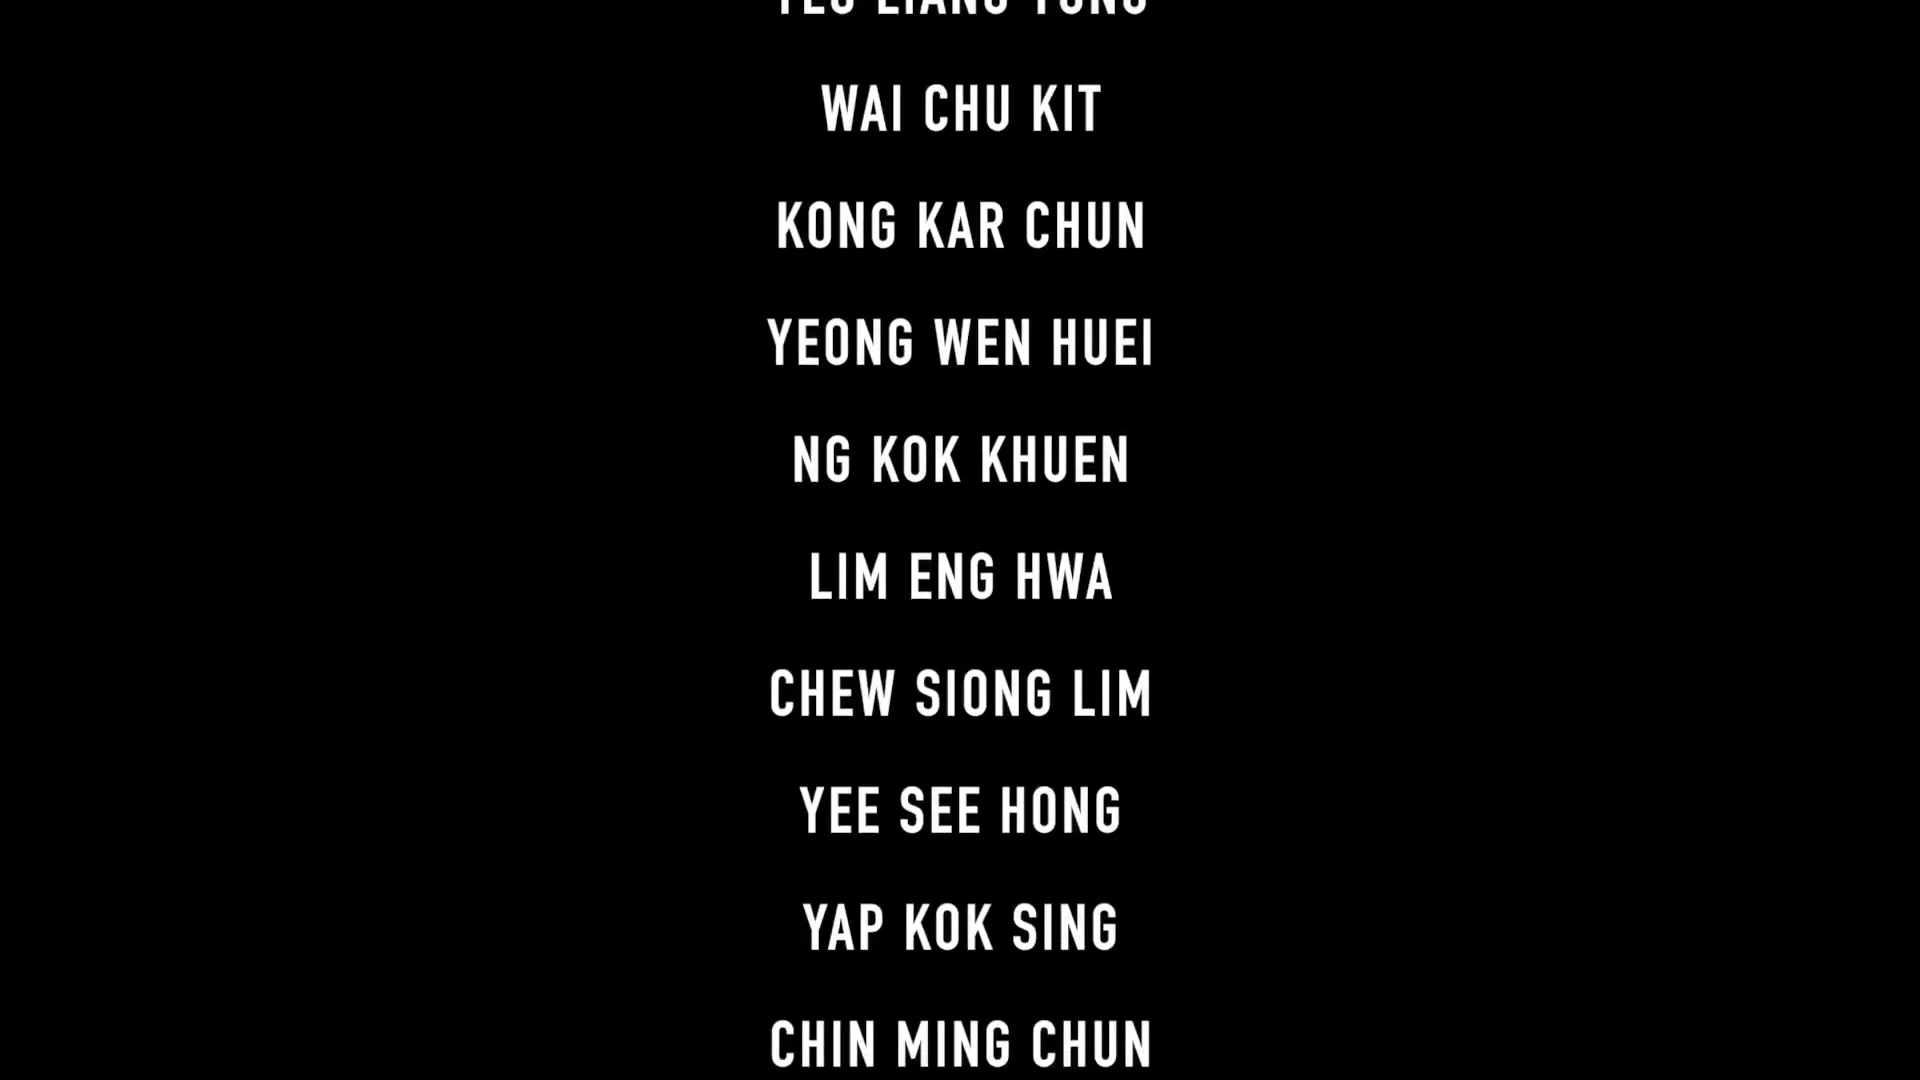 WAI CHU KIT
KONG KAR CHUN
YEONG WEN HUEI
NG KOK KHUEN
LIM ENG HWA
CHEW SIONG LIM
YEE SEE HONG
YAP KOK SING
CHIN MING CHUN